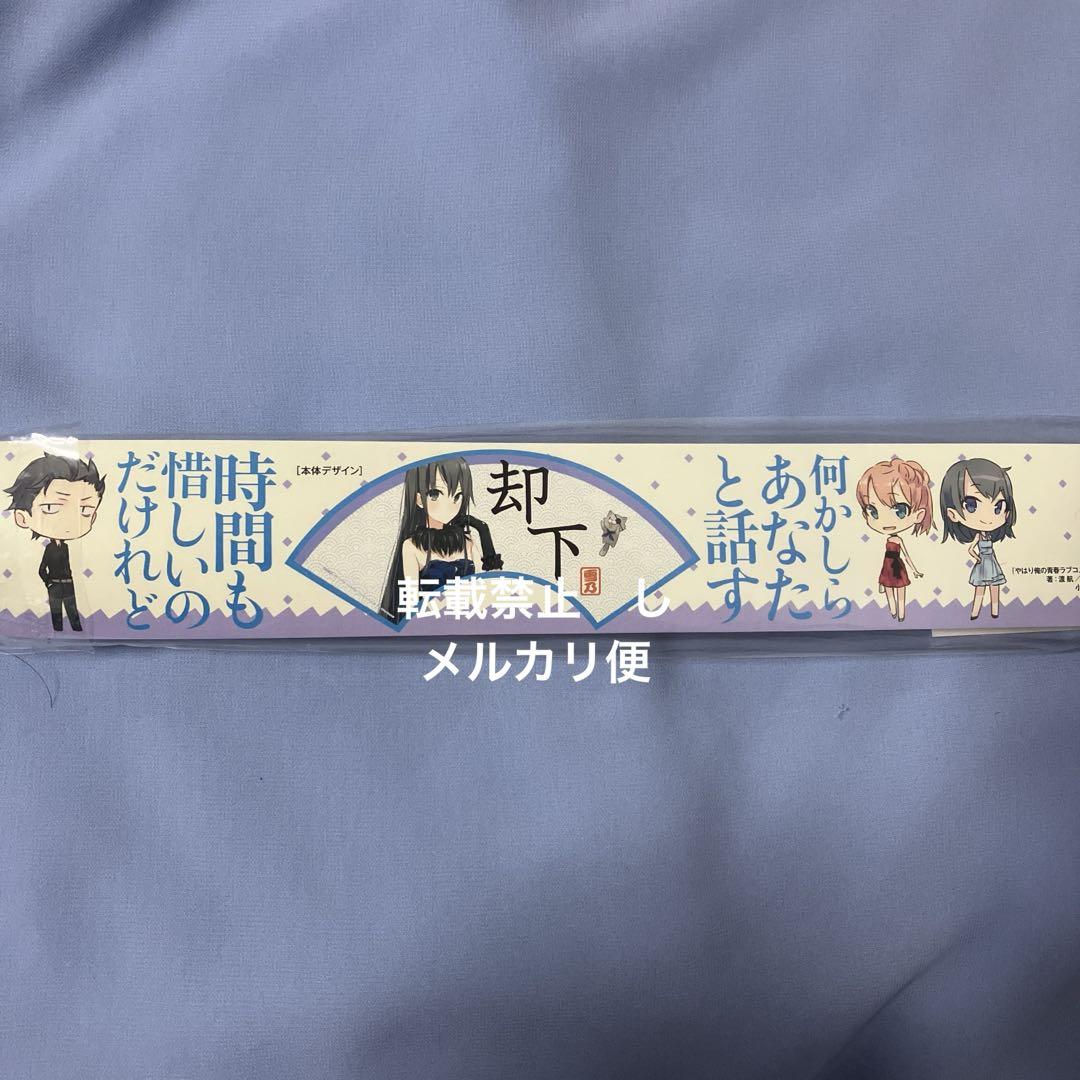 何かしら
あなた
と話す
時間も
惜しいの
だけれど
[本体デザイン]
却下
雪乃
『やはり俺の青春ラブコ
著:渡 航/
小
転載禁止 し
メルカリ便